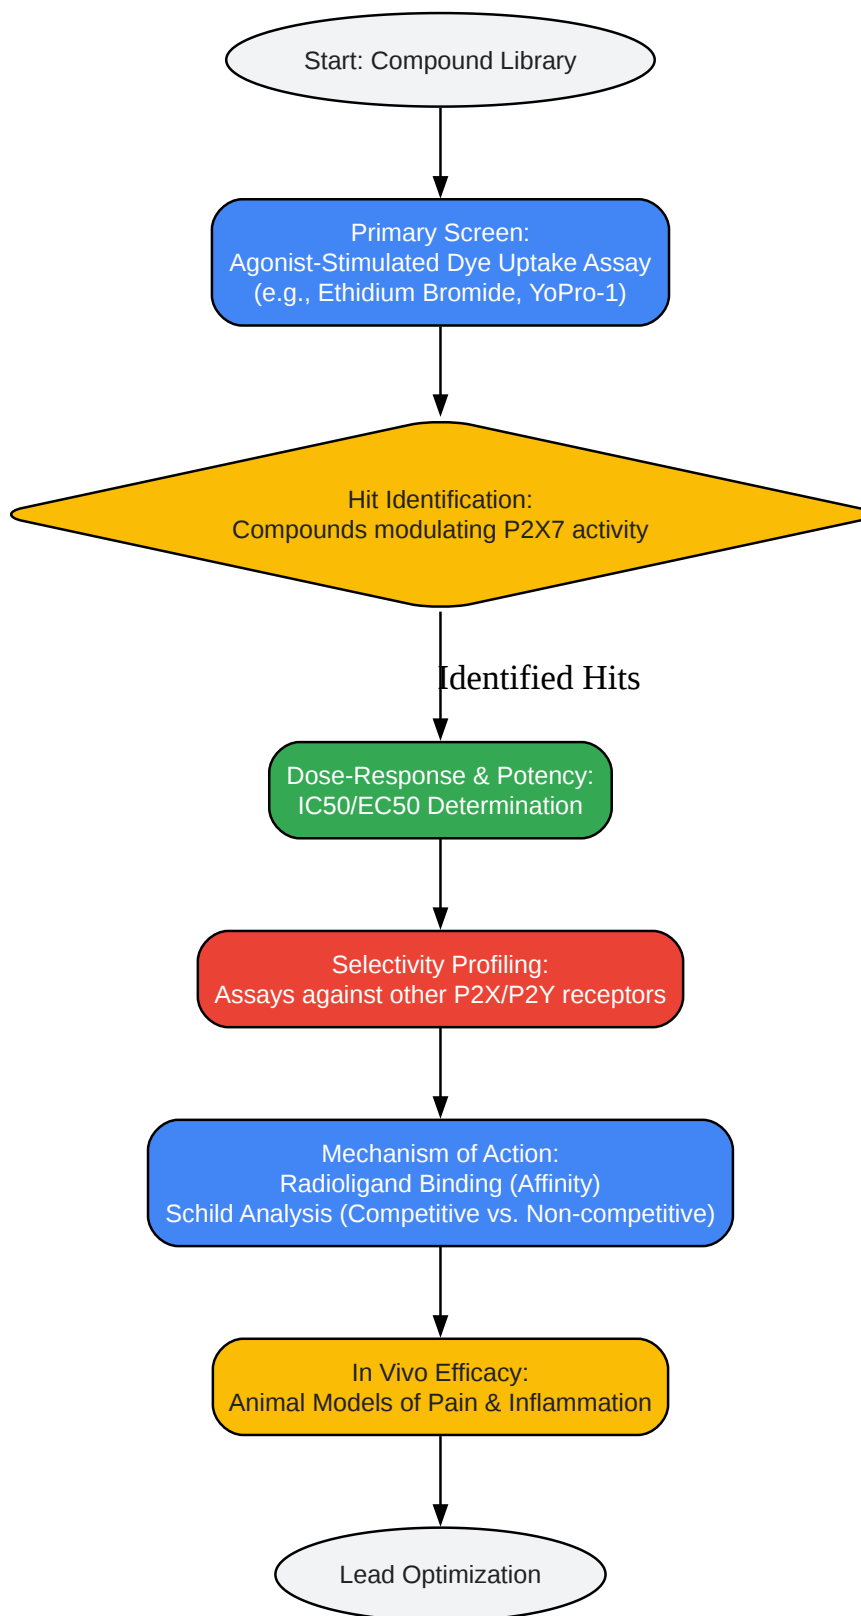 Start: Compound Library
Primary Screen:
Agonist-Stimulated Dye Uptake Assay
(e.g., Ethidium Bromide, YoPro-1)
Hit Identification:
Compounds modulating P2X7 activity
Identified Hits
Dose-Response & Potency:
IC50/EC50 Determination
Selectivity Profiling:
Assays against other P2X/P2Y receptors
Mechanism of Action:
Radioligand Binding (Affinity)
Schild Analysis (Competitive vs. Non-competitive)
In Vivo Efficacy:
Animal Models of Pain & Inflammation
Lead Optimization